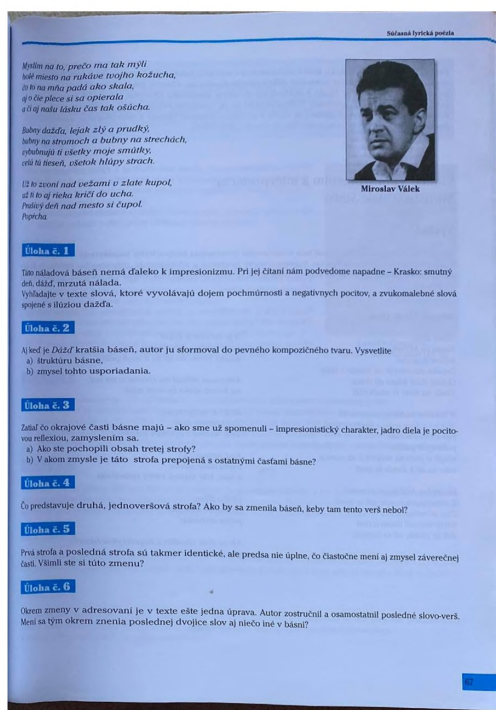 Súčasná lyrická poézia
Myslím na to, prečo ma tak mýli
holé miesto na rukáve tvojho kožucha,
čo to na mňa padá ako skala,
aj o čie plece si sa opierala
a či aj našu lásku čas tak ošúcha.
Bubny dažďa, lejak zlý a prudký,
bubny na stromoch a bubny na strechách,
vybubnujú ti všetky moje smútky,
celú tú tieseň, všetok hlúpy strach.
Už to zvoní nad vežami v zlate kupol,
už ti to aj rieka kričí do ucha.
Prašivý deň nad mesto si čupol.
Poprcha.
Miroslav Válek
Úloha č. 1
Táto náladová báseň nemá ďaleko k impresionizmu. Pri jej čítaní nám podvedome napadne – Krasko: smutný
deň, dážď, mrzutá nálada.
Vyhľadajte v texte slová, ktoré vyvolávajú dojem pochmúrnosti a negatívnych pocitov, a zvukomalebné slová
spojené s ilúziou dažďa.
Úloha č. 2
Aj keď je Dážď kratšia báseň, autor ju sformoval do pevného kompozičného tvaru. Vysvetlite
a) štruktúru básne,
b) zmysel tohto usporiadania.
Úloha č. 3
Zatiaľ čo okrajové časti básne majú – ako sme už spomenuli – impresionistický charakter, jadro diela je pocito-
vou reflexiou, zamyslením sa.
a) Ako ste pochopili obsah tretej strofy?
b) V akom zmysle je táto strofa prepojená s ostatnými časťami básne?
Úloha č. 4
Čo predstavuje druhá, jednoveršová strofa? Ako by sa zmenila báseň, keby tam tento verš nebol?
Úloha č. 5
Prvá strofa a posledná strofa sú takmer identické, ale predsa nie úplne, čo čiastočne mení aj zmysel záverečnej
časti. Všimli ste si túto zmenu?
Úloha č. 6
Okrem zmeny v adresovaní je v texte ešte jedna úprava. Autor zostručnil a osamostatnil posledné slovo-verš.
Mení sa tým okrem znenia poslednej dvojice slov aj niečo iné v básni?
67